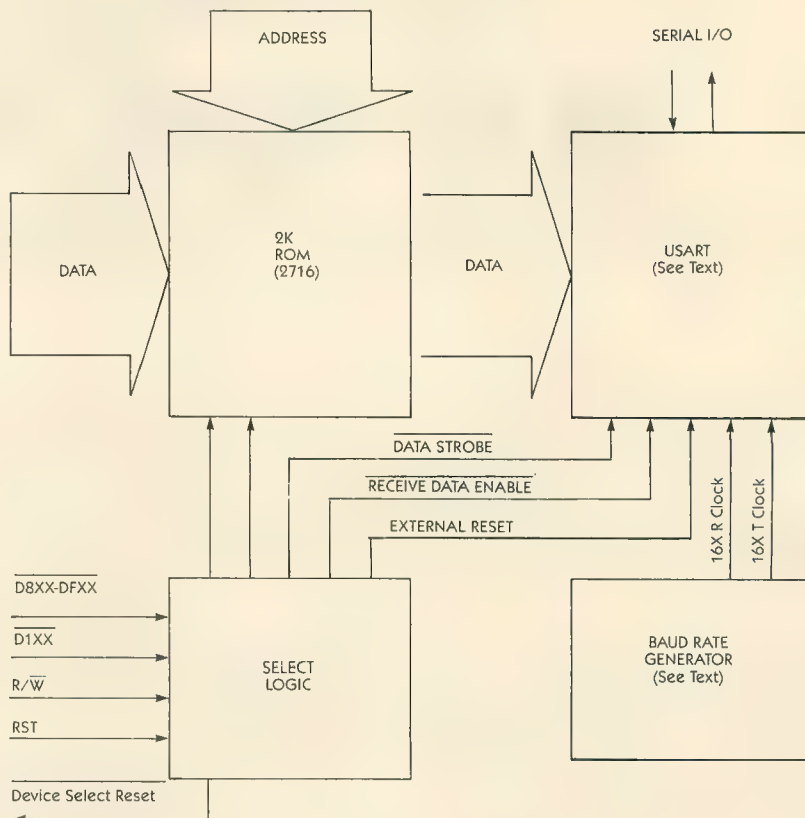 ADDRESS
SERIAL I/O
DATA
2K
ROM
(2716)
DATA
USART
(See Text)
DATA STROBE
RECEIVE DATA ENABLE
EXTERNAL RESET
16X R Clock
16X T Clock
D8XX-DFXX
D1XX
R/W
RST
SELECT
LOGIC
BAUD RATE
GENERATOR
(See Text)
Device Select Reset